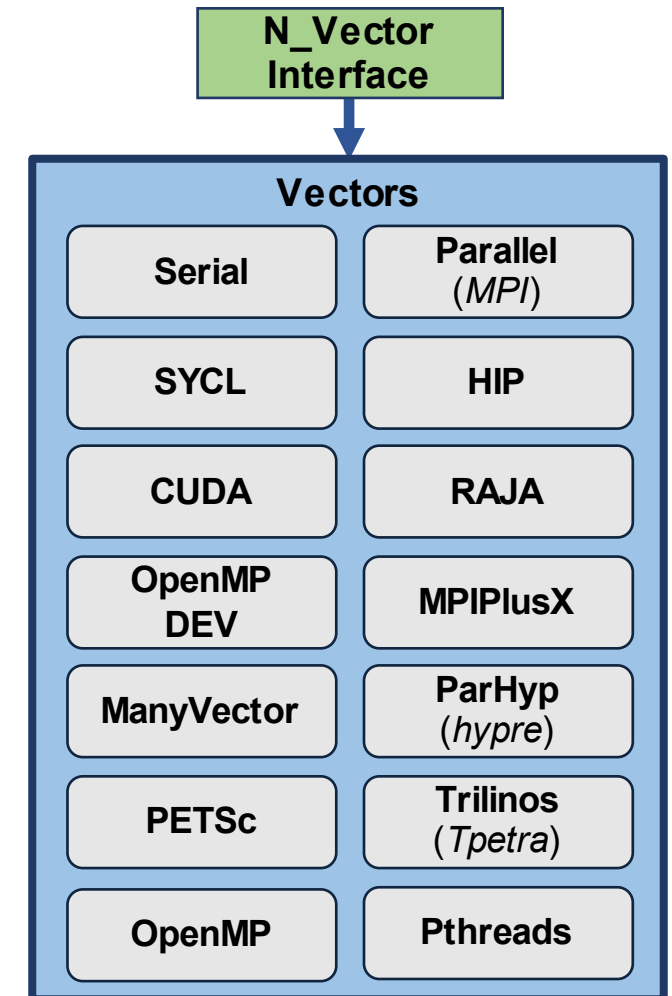 N_Vector
Interface
Vectors
Serial
Parallel
(MPI)
SYCL
HIP
CUDA
RAJA
OpenMP
DEV
MPIPlusX
ManyVector
ParHyp
(hypre)
PETSc
Trilinos
(Tpetra)
OpenMP
Pthreads